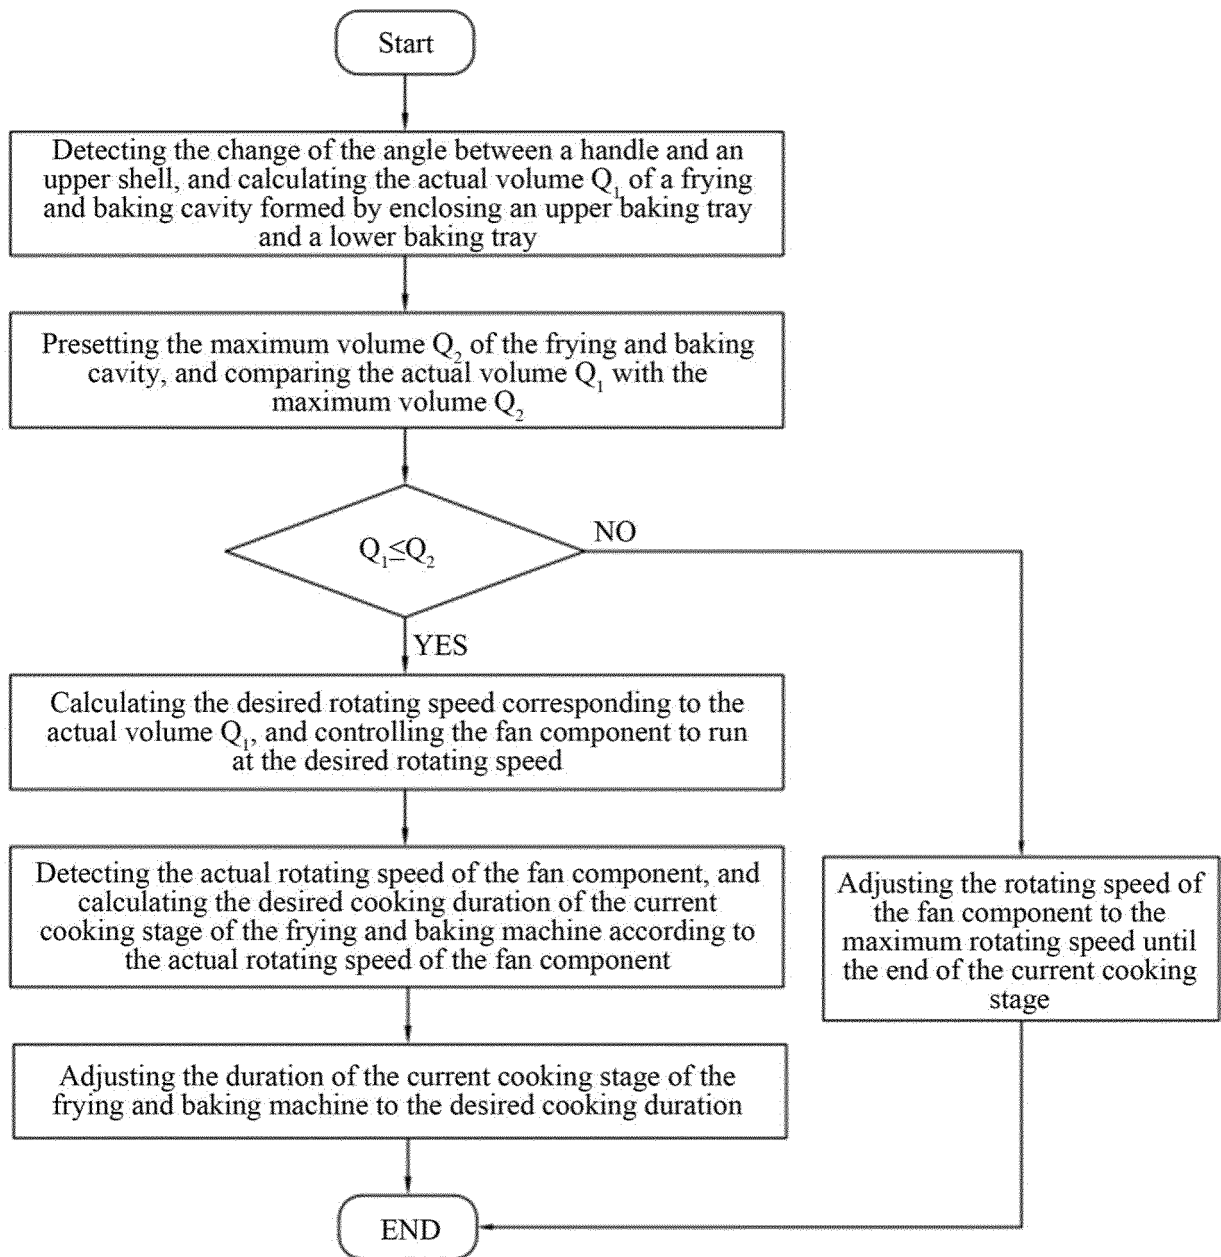 Start
Detecting the change of the angle between a handle and an
upper shell, and calculating the actual volume Q₁ of a frying
and baking cavity formed by enclosing an upper baking tray
and a lower baking tray
Presetting the maximum volume Q₂ of the frying and baking
cavity, and comparing the actual volume Q₁ with the
maximum volume Q₂
Q₁≤Q₂
NO
YES
Calculating the desired rotating speed corresponding to the
actual volume Q₁, and controlling the fan component to run
at the desired rotating speed
Detecting the actual rotating speed of the fan component, and
calculating the desired cooking duration of the current
cooking stage of the frying and baking machine according to
the actual rotating speed of the fan component
Adjusting the rotating speed of
the fan component to the
maximum rotating speed until
the end of the current cooking
stage
Adjusting the duration of the current cooking stage of the
frying and baking machine to the desired cooking duration
END